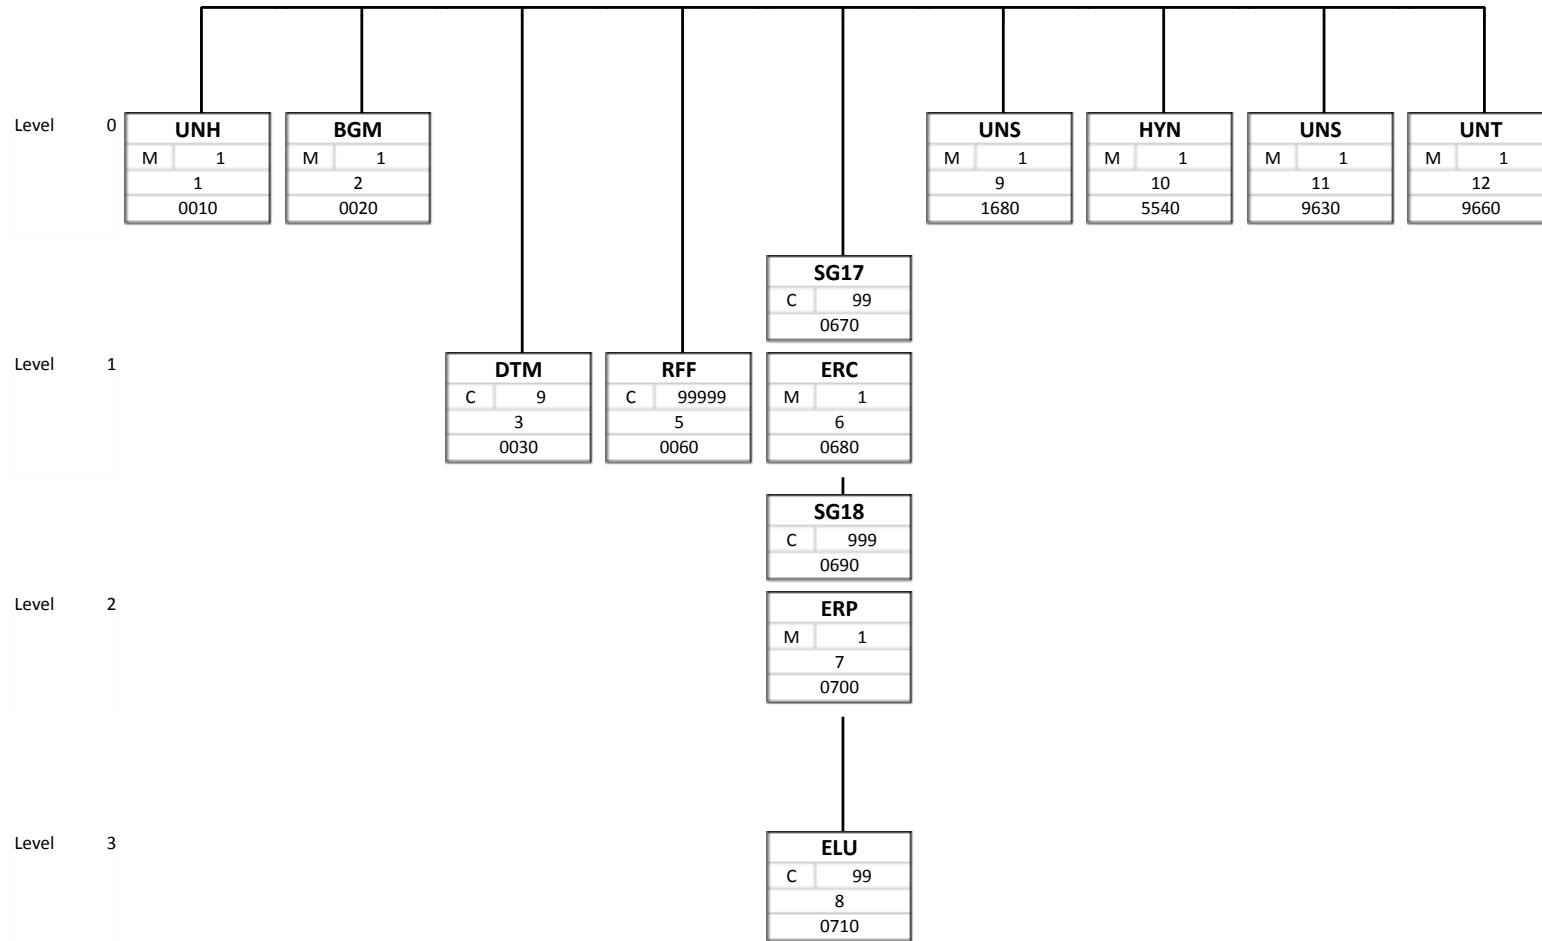 Level 0
UNH BGM UNS HYN UNS UNT
M 1 M 1 M 1 M 1 M 1 M 1
1 2 9 10 11 12
0010 0020 1680 5540 9630 9660
SG17
C 99
0670
Level 1
DTM RFF ERC
C 9 C 99999 M 1
3 5 6
0030 0060 0680
SG18
C 999
0690
Level 2
ERP
M 1
7
0700
Level 3
ELU
C 99
8
0710